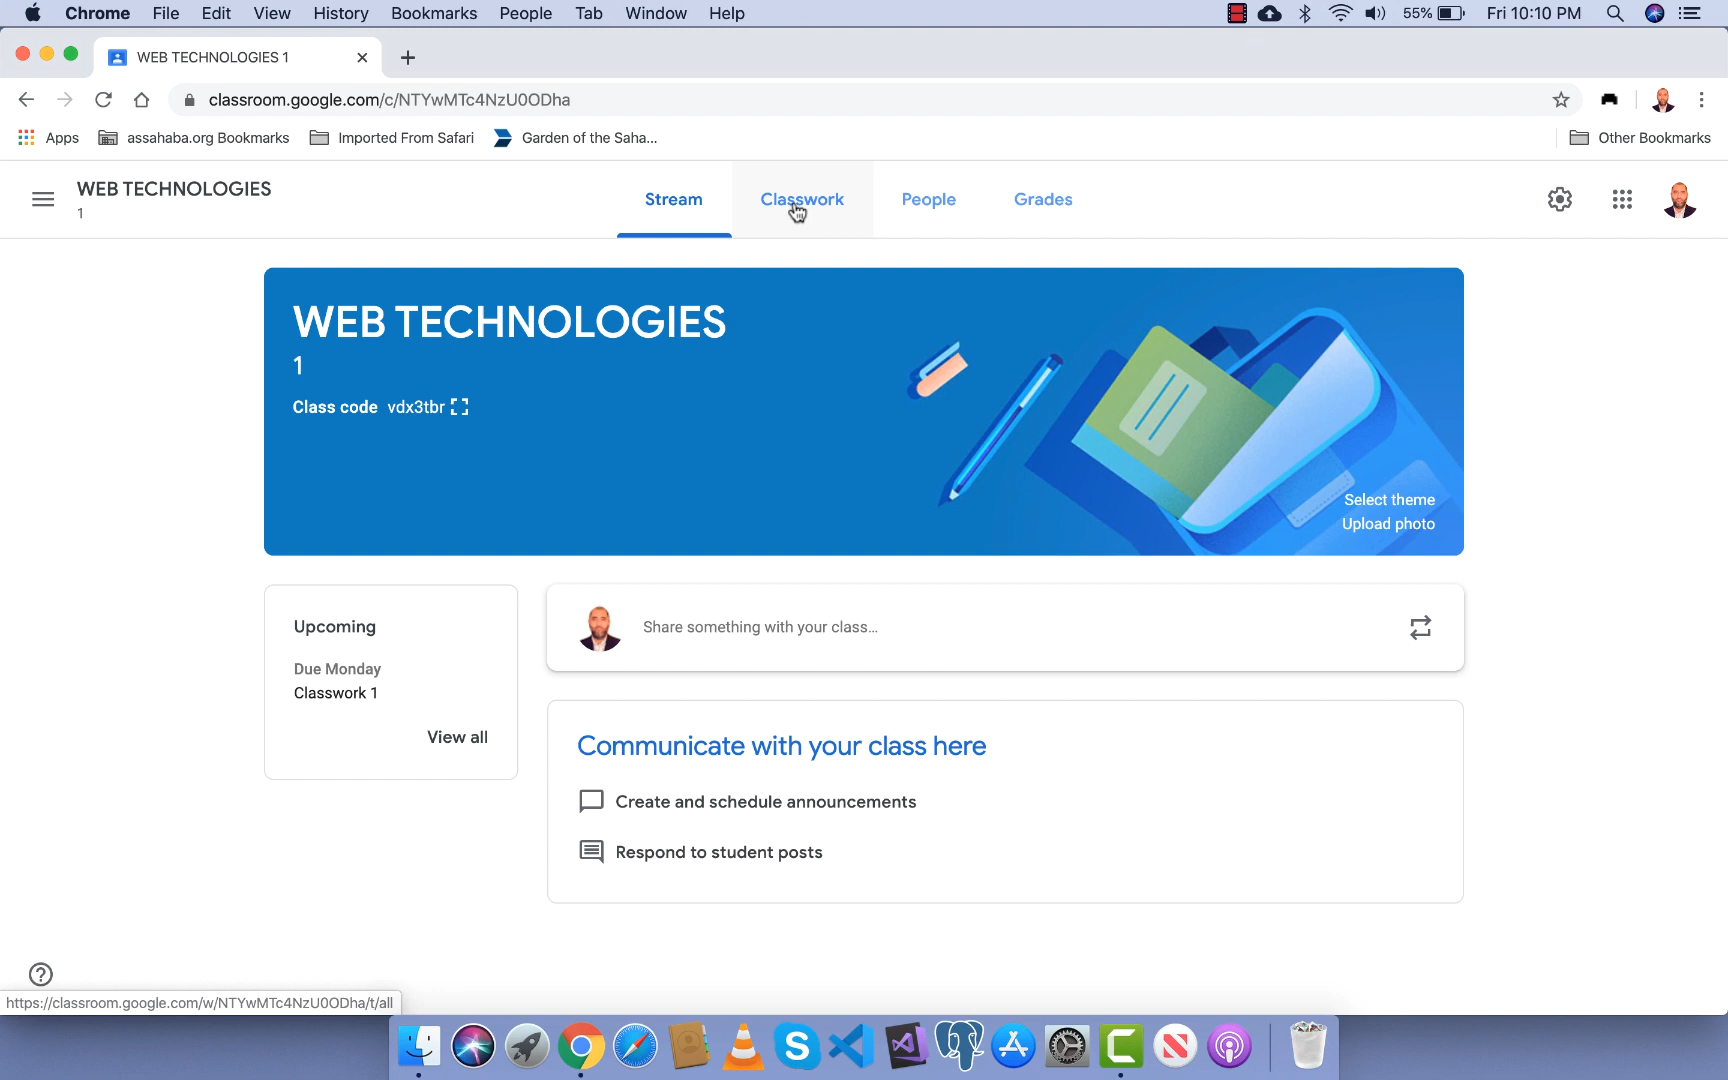 Chrome File Edit View History Bookmarks People Tab Window Help 55% Fri 10:10 PM
WEB TECHNOLOGIES 1
classroom.google.com/c/NTYwMTc4NzU0ODha
Apps assahaba.org Bookmarks Imported From Safari Garden of the Saha... Other Bookmarks
WEB TECHNOLOGIES
1
Stream Classwork People Grades
WEB TECHNOLOGIES
1
Class code vdx3tbr
Select theme
Upload photo
Upcoming
Due Monday
Classwork 1
View all
Share something with your class...
Communicate with your class here
Create and schedule announcements
Respond to student posts
https://classroom.google.com/w/NTYwMTc4NzU0ODha/t/all